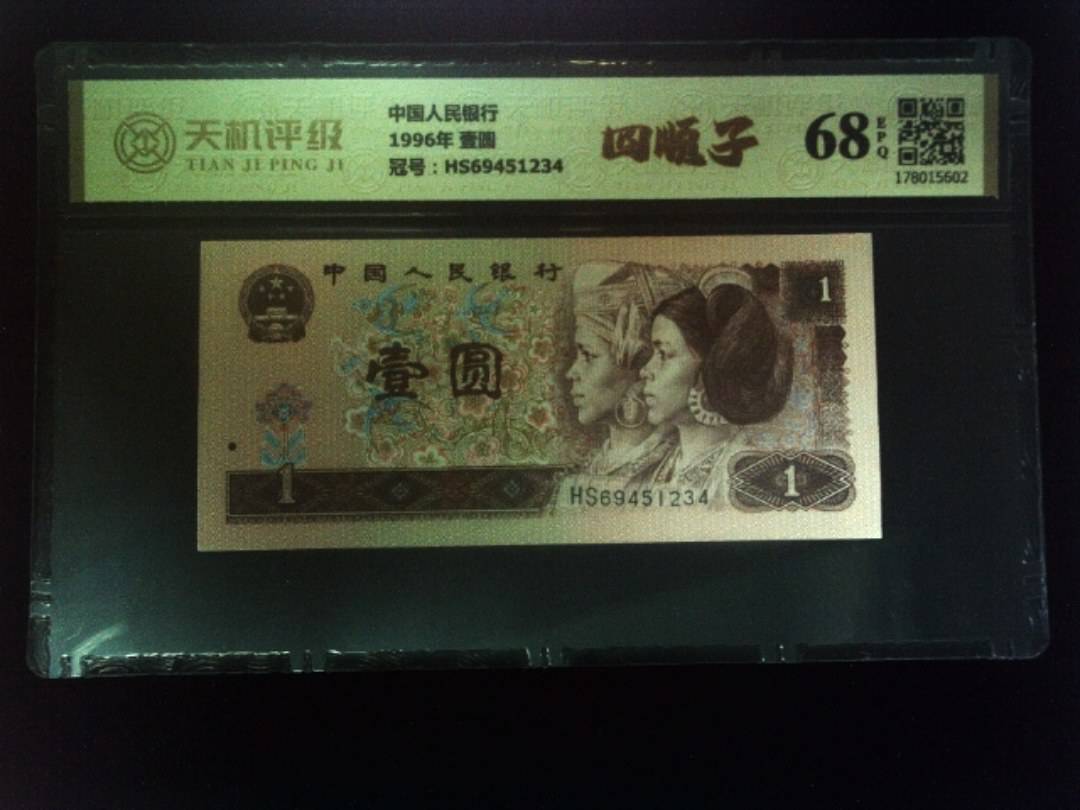 天机评级
TIAN JI PING JI
中国人民银行
1996年 壹圆
冠号：HS69451234
四顺子
68
EPQ
178015602
中国人民银行
1
壹圆
1
HS69451234
1